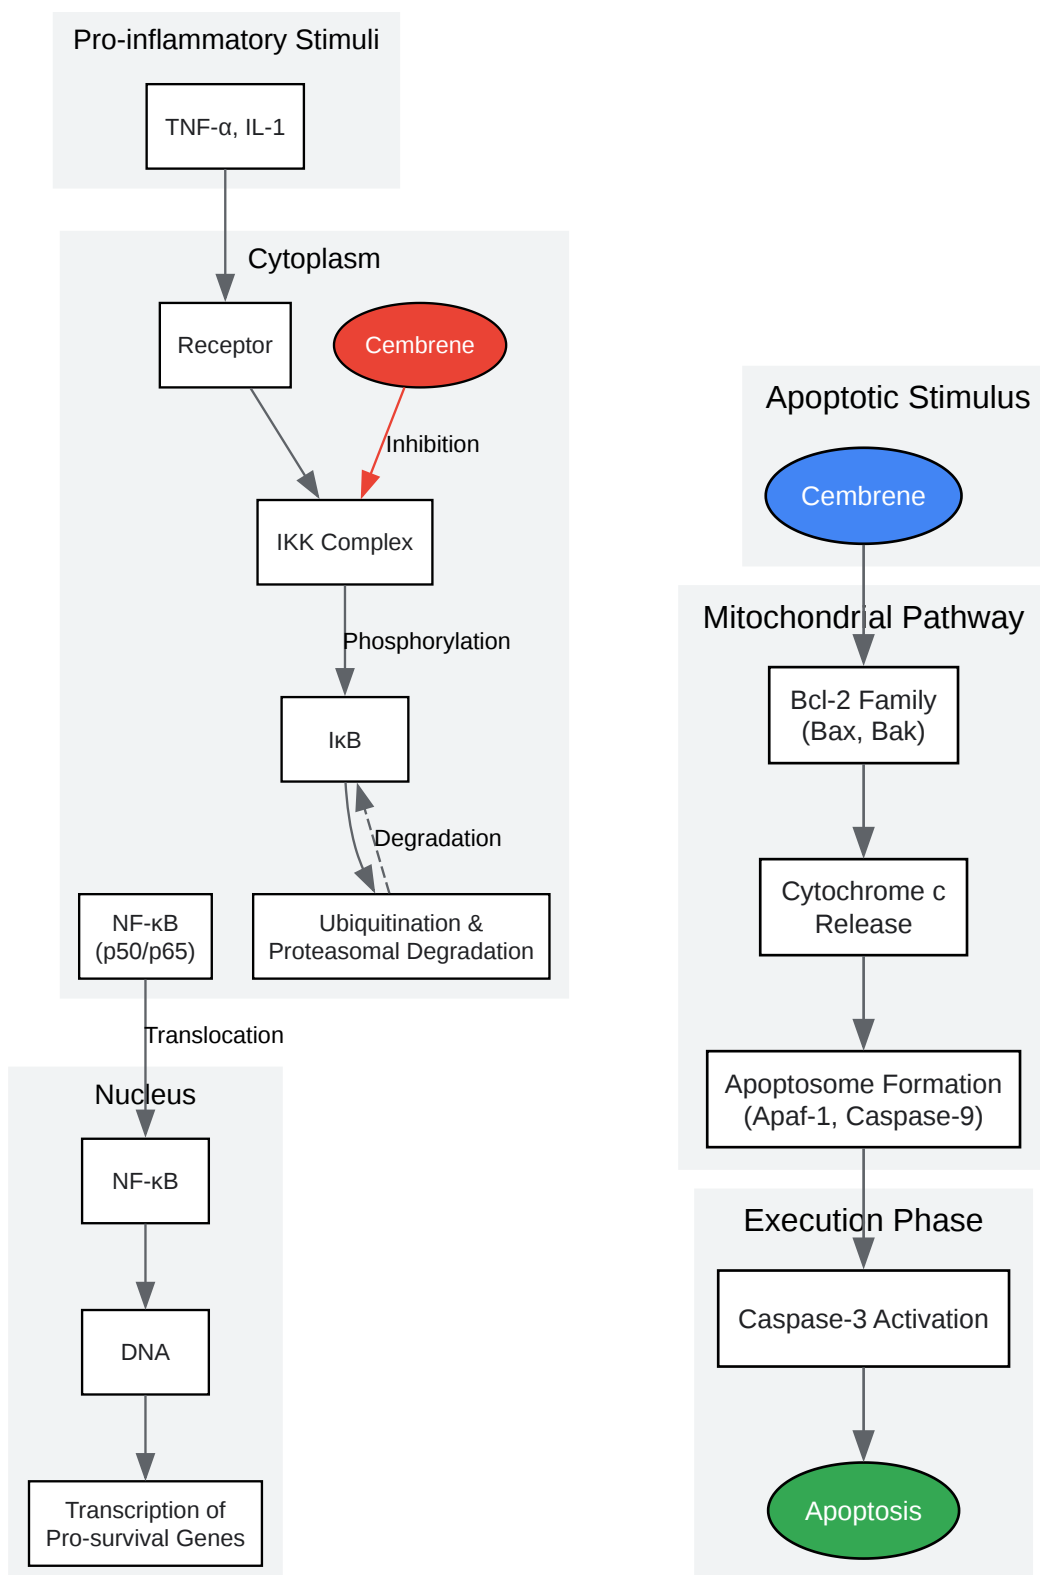 Pro-inflammatory Stimuli
TNF-α, IL-1
Cytoplasm
Receptor
Cembrene
Inhibition
IKK Complex
Phosphorylation
IκB
Degradation
NF-κB
(p50/p65)
Ubiquitination &
Proteasomal Degradation
Translocation
Nucleus
NF-κB
DNA
Transcription of
Pro-survival Genes
Apoptotic Stimulus
Cembrene
Mitochondrial Pathway
Bcl-2 Family
(Bax, Bak)
Cytochrome c
Release
Apoptosome Formation
(Apaf-1, Caspase-9)
Execution Phase
Caspase-3 Activation
Apoptosis